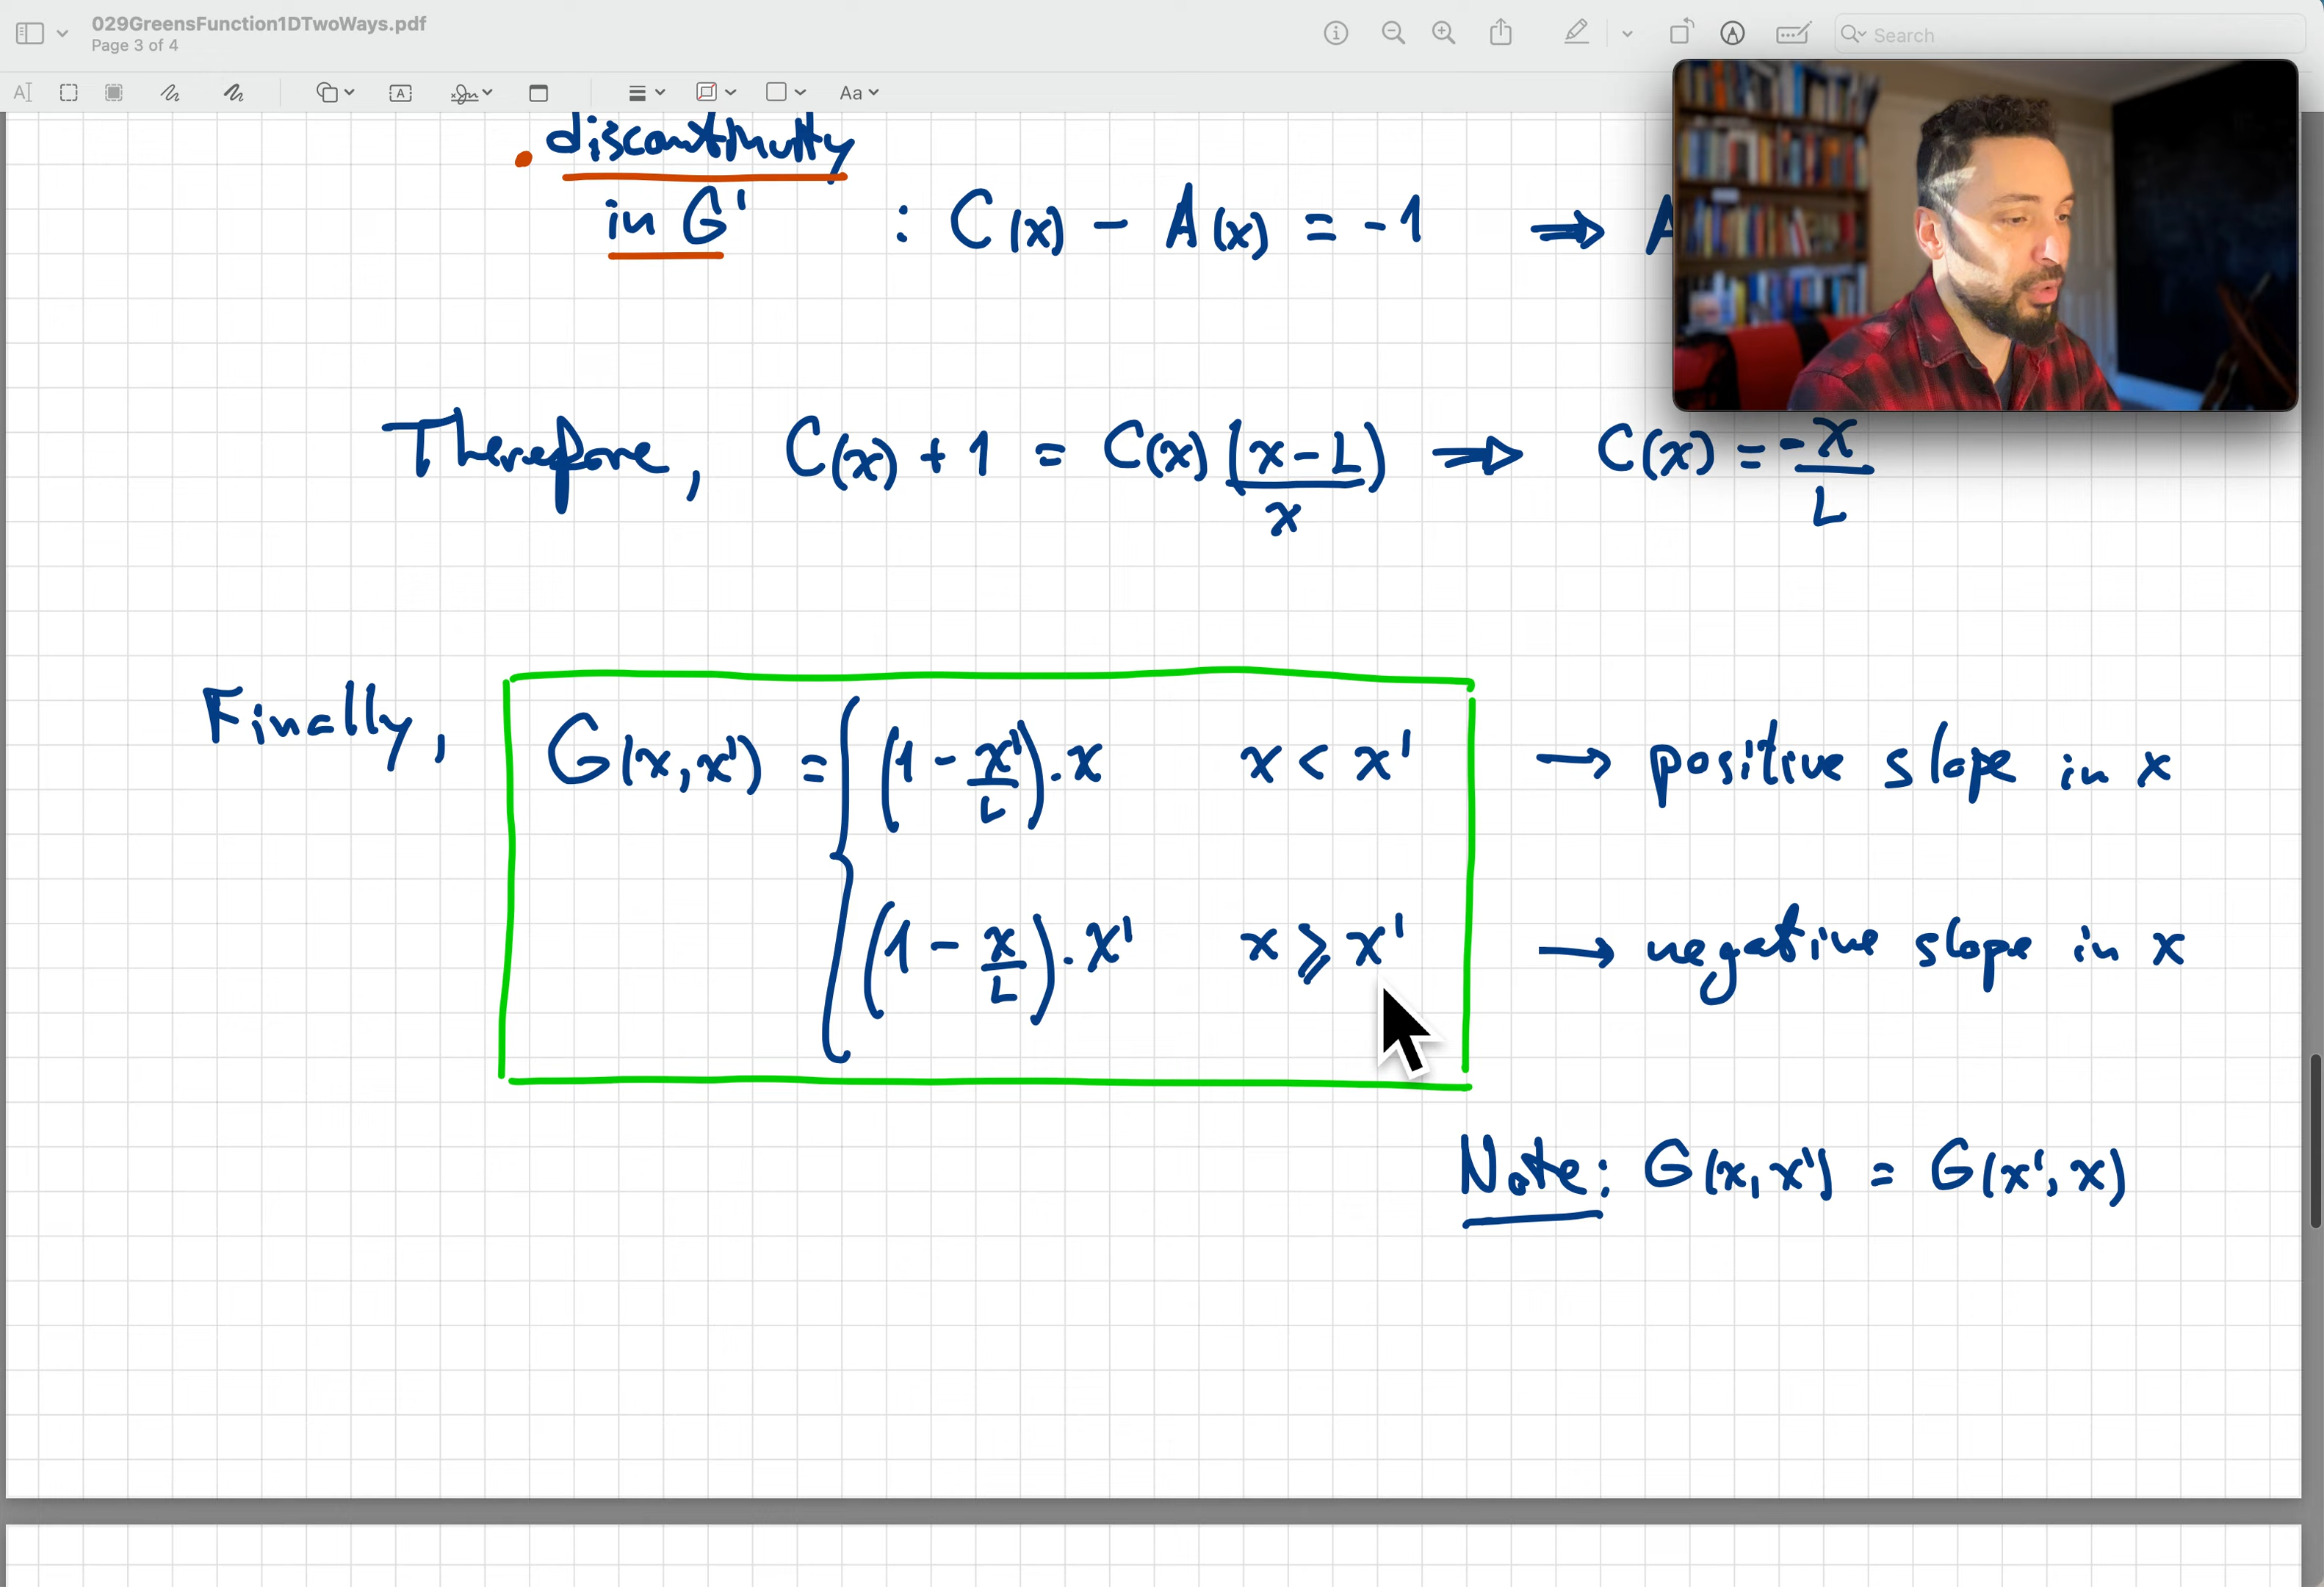 029GreensFunction1DTwoWays.pdf
Page 3 of 4
Search
Aa
discontinuity
in G' : C(x) - A(x) = -1 ⇒ A
Therefore, C(x) + 1 = C(x) (x-L)/x ⇒ C(x) = -x/L
Finally, G(x,x') = { (1 - x'/L) . x x < x' → positive slope in x
(1 - x/L) . x' x ⩾ x' → negative slope in x
Note: G(x,x') = G(x',x)